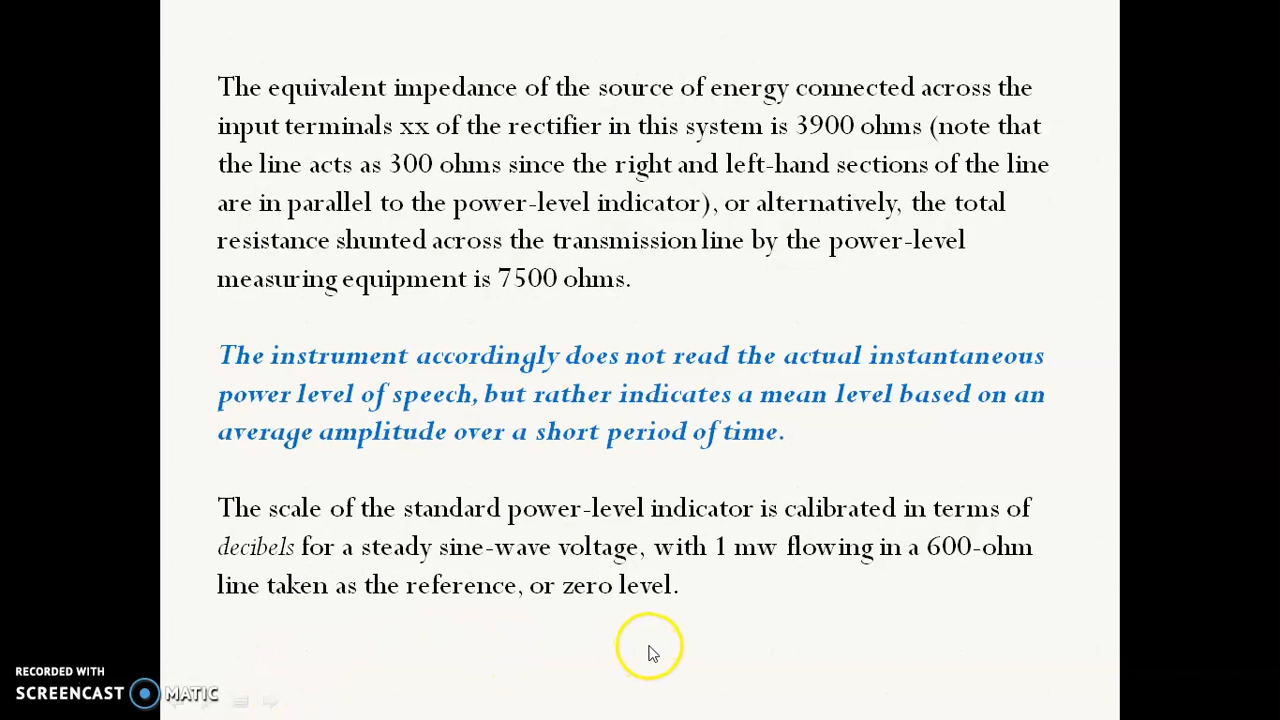 The equivalent impedance of the source of energy connected across the
input terminals xx of the rectifier in this system is 3900 ohms (note that
the line acts as 300 ohms since the right and left-hand sections of the line
are in parallel to the power-level indicator), or alternatively, the total
resistance shunted across the transmission line by the power-level
measuring equipment is 7500 ohms.
The instrument accordingly does not read the actual instantaneous
power level of speech, but rather indicates a mean level based on an
average amplitude over a short period of time.
The scale of the standard power-level indicator is calibrated in terms of
decibels for a steady sine-wave voltage, with 1 mw flowing in a 600-ohm
line taken as the reference, or zero level.
RECORDED WITH
SCREENCAST MATIC